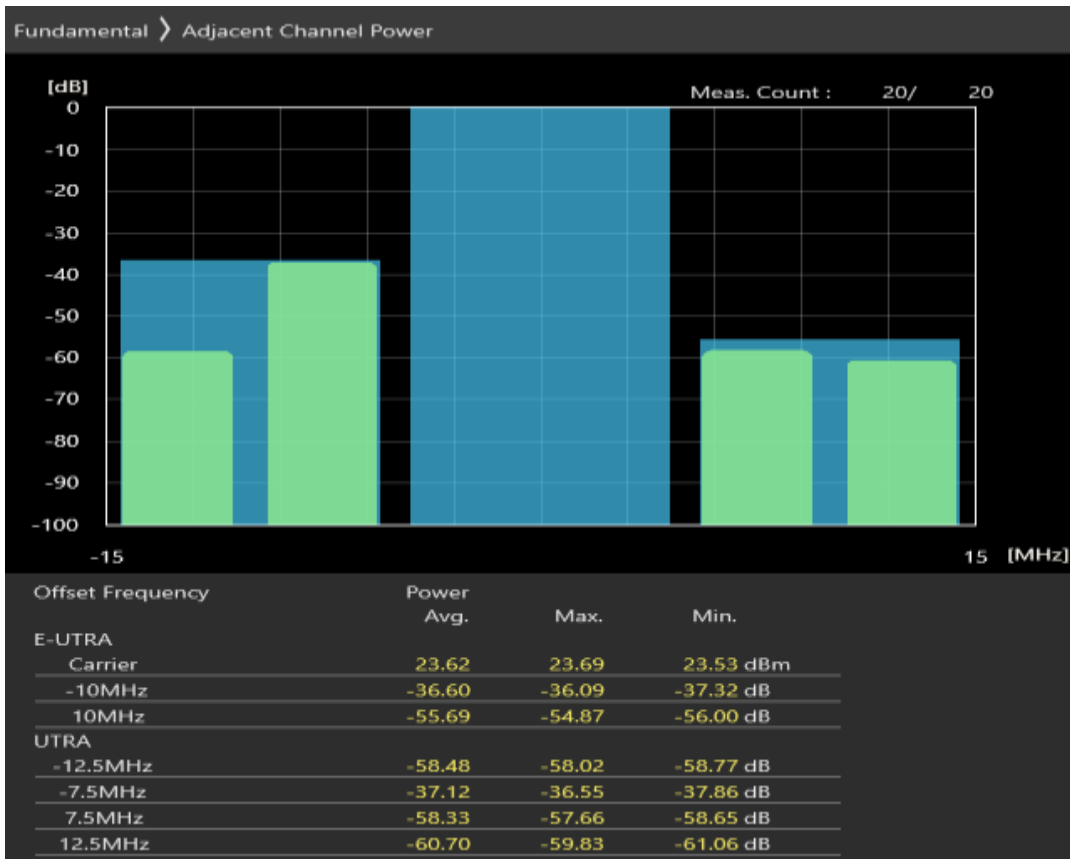 Fundamental 〉 Adjacent Channel Power
[dB]
Meas. Count : 20/ 20
0
-10
-20
-30
-40
-50
-60
-70
-80
-90
-100
-15 15 [MHz]
Offset Frequency Power
Avg. Max. Min.
E-UTRA
Carrier 23.62 23.69 23.53 dBm
-10MHz -36.60 -36.09 -37.32 dB
10MHz -55.69 -54.87 -56.00 dB
UTRA
-12.5MHz -58.48 -58.02 -58.77 dB
-7.5MHz -37.12 -36.55 -37.86 dB
7.5MHz -58.33 -57.66 -58.65 dB
12.5MHz -60.70 -59.83 -61.06 dB